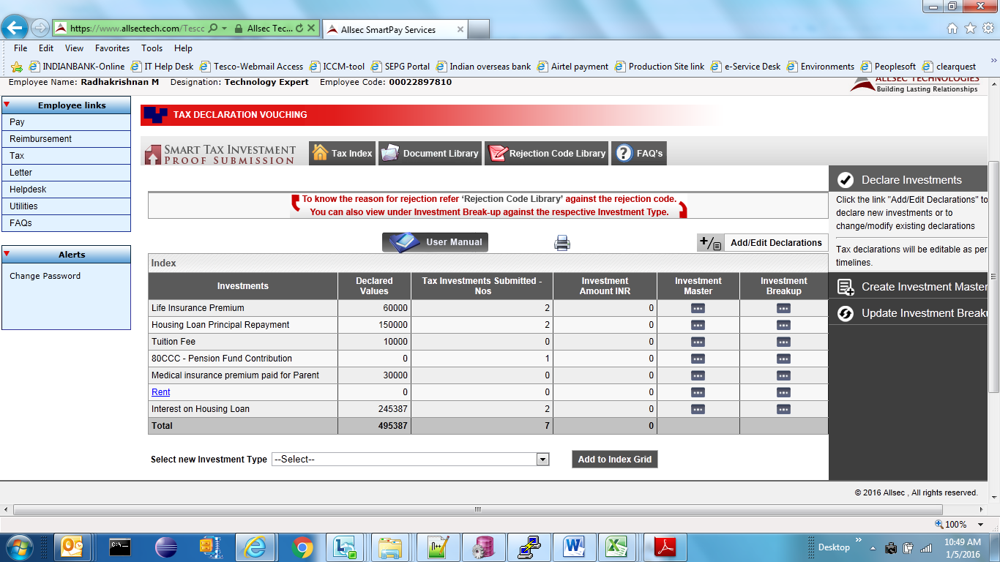 https://www.allsectech.com/Tescc
Allsec Tec...
Allsec SmartPay Services
File Edit View Favorites Tools Help
INDIANBANK-Online IT Help Desk Tesco-Webmail Access ICCM-tool SEPG Portal Indian overseas bank Airtel payment Production Site link e-Service Desk Environments Peoplesoft clearquest
Employee Name: Radhakrishnan M Designation: Technology Expert Employee Code: 00022897810
ALLSEC TECHNOLOGIES
Building Lasting Relationships
Employee links
Pay
Reimbursement
Tax
Letter
Helpdesk
Utilities
FAQs
Alerts
Change Password
TAX DECLARATION VOUCHING
SMART TAX INVESTMENT
PROOF SUBMISSION
Tax Index Document Library Rejection Code Library FAQ's
To know the reason for rejection refer ‘Rejection Code Library’ against the rejection code.
You can also view under Investment Break-up against the respective Investment Type.
User Manual
+/ Add/Edit Declarations
Index
Investments Declared Values Tax Investments Submitted - Nos Investment Amount INR Investment Master Investment Breakup
Life Insurance Premium 60000 2 0
Housing Loan Principal Repayment 150000 2 0
Tuition Fee 10000 0 0
80CCC - Pension Fund Contribution 0 1 0
Medical insurance premium paid for Parent 30000 0 0
Rent 0 0 0
Interest on Housing Loan 245387 2 0
Total 495387 7 0
Select new Investment Type --Select-- Add to Index Grid
Declare Investments
Click the link "Add/Edit Declarations" to
declare new investments or to
change/modify existing declarations
Tax declarations will be editable as per
timelines.
Create Investment Master
Update Investment Breaku
© 2016 Allsec , All rights reserved.
100%
Desktop
10:49 AM
1/5/2016